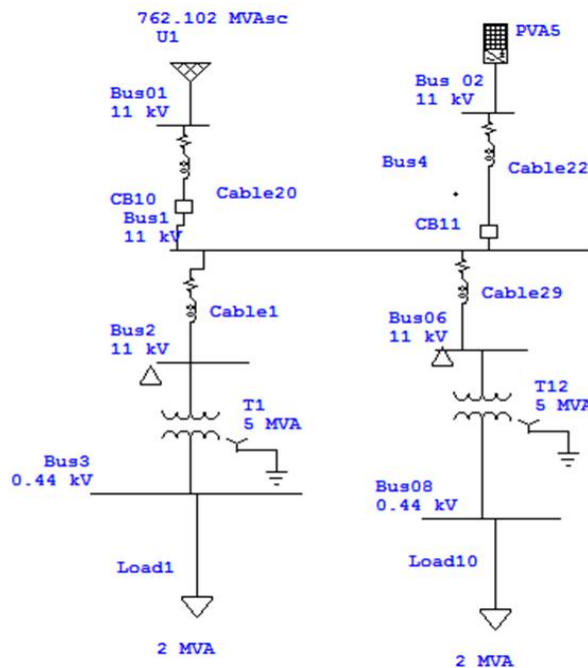 762.102 MVAsc
U1
PVA5
Bus01
11 kV
Bus 02
11 kV
Bus4
Cable22
Cable20
CB10
Bus1
11 kV
CB11
Cable1
Cable29
Bus2
11 kV
Bus06
11 kV
T1
5 MVA
T12
5 MVA
Bus3
0.44 kV
Bus08
0.44 kV
Load1
Load10
2 MVA
2 MVA